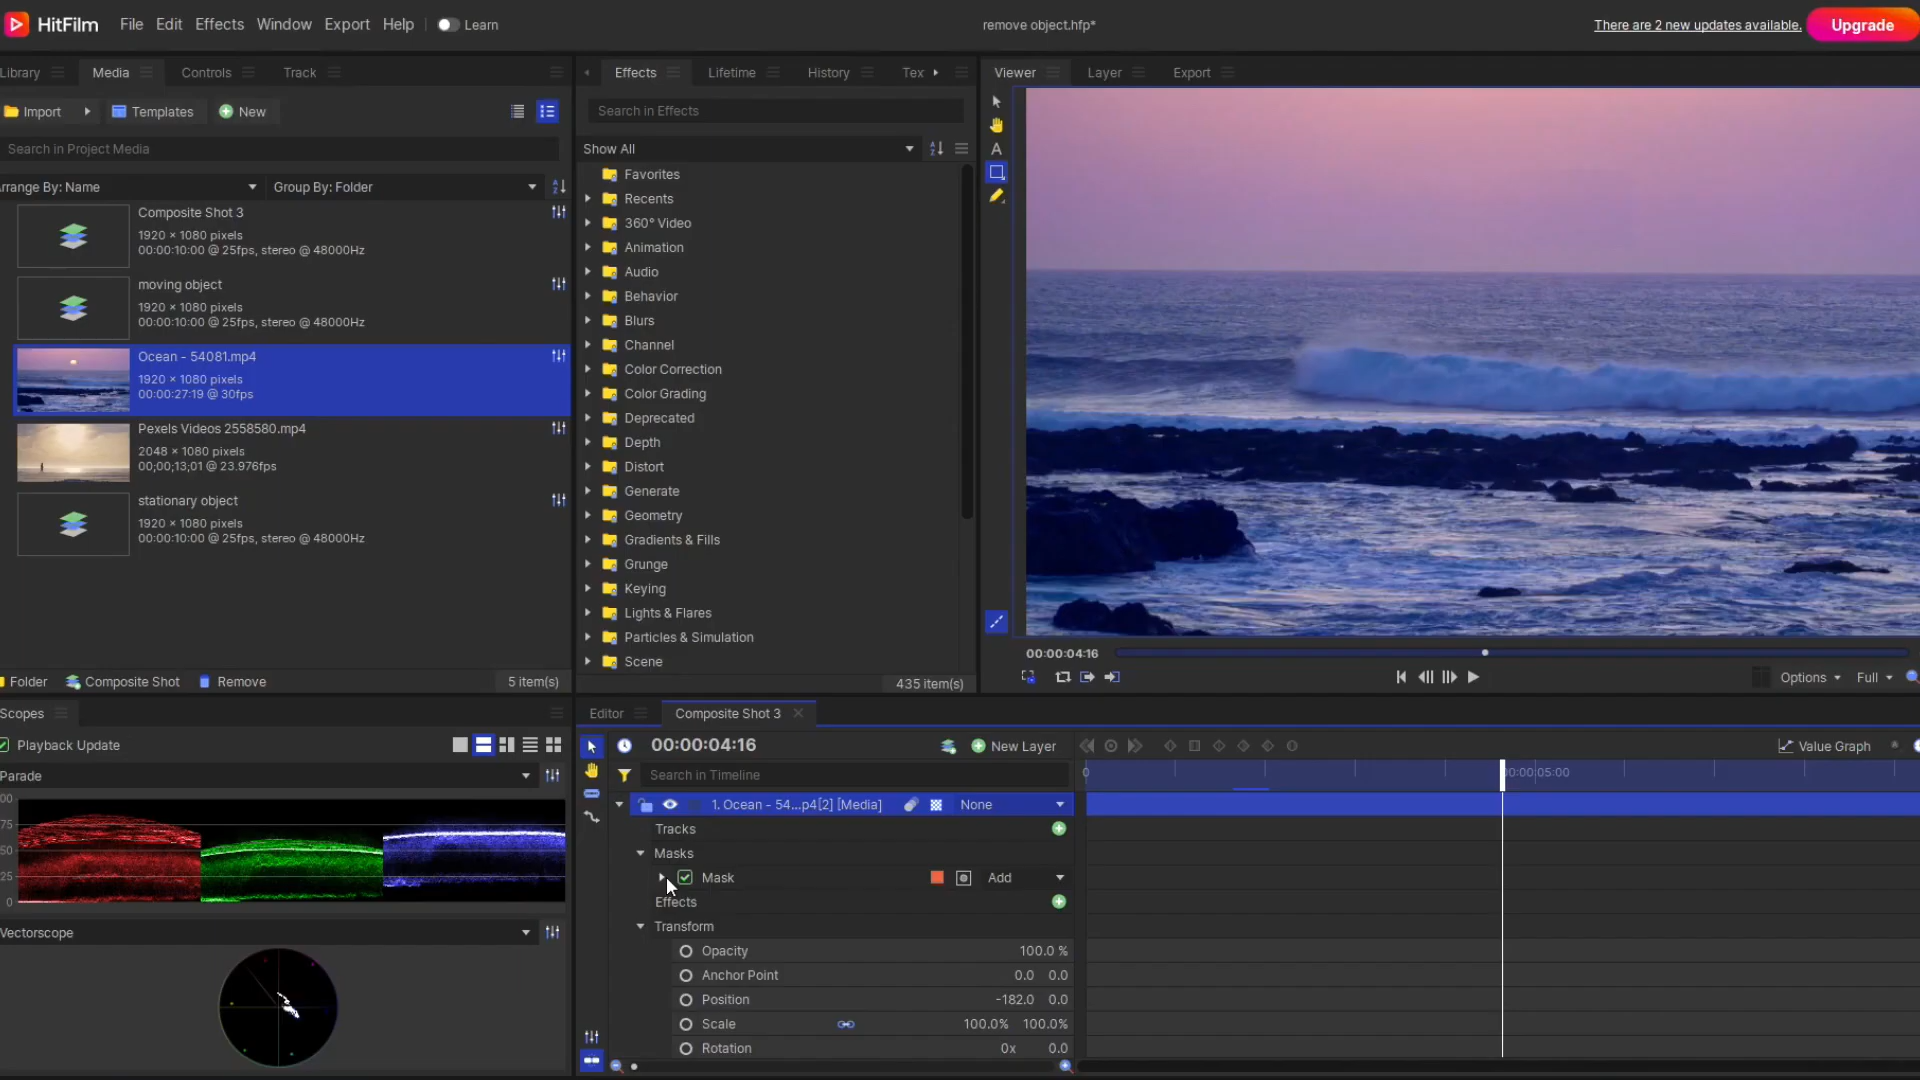 HitFilm File Edit Effects Window Export Help Learn remove object.hfp* There are 2 new updates available. Upgrade
Library Media Controls Track
Import Templates New
Search in Project Media
Arrange By: Name Group By: Folder
Composite Shot 3
1920 × 1080 pixels
00:00:10:00 @ 25fps, stereo @ 48000Hz
moving object
1920 × 1080 pixels
00:00:10:00 @ 25fps, stereo @ 48000Hz
Ocean - 54081.mp4
1920 × 1080 pixels
00:00:27:19 @ 30fps
Pexels Videos 2558580.mp4
2048 × 1080 pixels
00;00;13;01 @ 23.976fps
stationary object
1920 × 1080 pixels
00:00:10:00 @ 25fps, stereo @ 48000Hz
Folder Composite Shot Remove 5 item(s)
Effects Lifetime History Tex
Search in Effects
Show All
Favorites
Recents
360° Video
Animation
Audio
Behavior
Blurs
Channel
Color Correction
Color Grading
Deprecated
Depth
Distort
Generate
Geometry
Gradients & Fills
Grunge
Keying
Lights & Flares
Particles & Simulation
Scene
435 item(s)
Viewer Layer Export
A
00:00:04:16
Options Full
Scopes
Playback Update
Parade
00
75
50
25
0
Vectorscope
Editor Composite Shot 3
00:00:04:16 New Layer Value Graph
Search in Timeline 0 00:00:05:00
1. Ocean - 54...p4[2] [Media] None
Tracks
Masks
Mask Add
Effects
Transform
Opacity 100.0 %
Anchor Point 0.0 0.0
Position -182.0 0.0
Scale 100.0% 100.0%
Rotation 0x 0.0